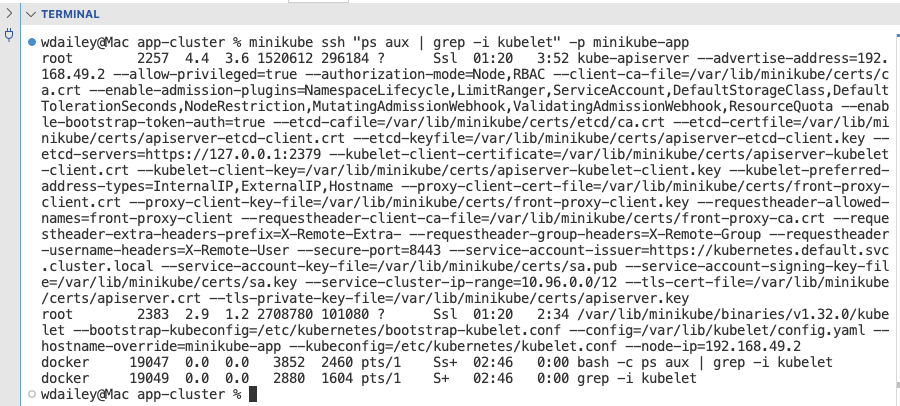 TERMINAL
wdailey@Mac app-cluster % minikube ssh "ps aux | grep -i kubelet" -p minikube-app
root        2257  4.4  3.6 1520612 296184 ?      Ssl  01:20   3:52 kube-apiserver --advertise-address=192.
168.49.2 --allow-privileged=true --authorization-mode=Node,RBAC --client-ca-file=/var/lib/minikube/certs/c
a.crt --enable-admission-plugins=NamespaceLifecycle,LimitRanger,ServiceAccount,DefaultStorageClass,Default
TolerationSeconds,NodeRestriction,MutatingAdmissionWebhook,ValidatingAdmissionWebhook,ResourceQuota --enab
le-bootstrap-token-auth=true --etcd-cafile=/var/lib/minikube/certs/etcd/ca.crt --etcd-certfile=/var/lib/mi
nikube/certs/apiserver-etcd-client.crt --etcd-keyfile=/var/lib/minikube/certs/apiserver-etcd-client.key --
etcd-servers=https://127.0.0.1:2379 --kubelet-client-certificate=/var/lib/minikube/certs/apiserver-kubelet
-client.crt --kubelet-client-key=/var/lib/minikube/certs/apiserver-kubelet-client.key --kubelet-preferred-
address-types=InternalIP,ExternalIP,Hostname --proxy-client-cert-file=/var/lib/minikube/certs/front-proxy-
client.crt --proxy-client-key-file=/var/lib/minikube/certs/front-proxy-client.key --requestheader-allowed-
names=front-proxy-client --requestheader-client-ca-file=/var/lib/minikube/certs/front-proxy-ca.crt --reque
stheader-extra-headers-prefix=X-Remote-Extra- --requestheader-group-headers=X-Remote-Group --requestheader
-username-headers=X-Remote-User --secure-port=8443 --service-account-issuer=https://kubernetes.default.svc
.cluster.local --service-account-key-file=/var/lib/minikube/certs/sa.pub --service-account-signing-key-fil
e=/var/lib/minikube/certs/sa.key --service-cluster-ip-range=10.96.0.0/12 --tls-cert-file=/var/lib/minikube
/certs/apiserver.crt --tls-private-key-file=/var/lib/minikube/certs/apiserver.key
root        2383  2.9  1.2 2708780 101080 ?      Ssl  01:20   2:34 /var/lib/minikube/binaries/v1.32.0/kube
let --bootstrap-kubeconfig=/etc/kubernetes/bootstrap-kubelet.conf --config=/var/lib/kubelet/config.yaml --
hostname-override=minikube-app --kubeconfig=/etc/kubernetes/kubelet.conf --node-ip=192.168.49.2
docker     19047  0.0  0.0   3852  2460 pts/1    Ss+  02:46   0:00 bash -c ps aux | grep -i kubelet
docker     19049  0.0  0.0   2880  1604 pts/1    S+   02:46   0:00 grep -i kubelet
wdailey@Mac app-cluster %